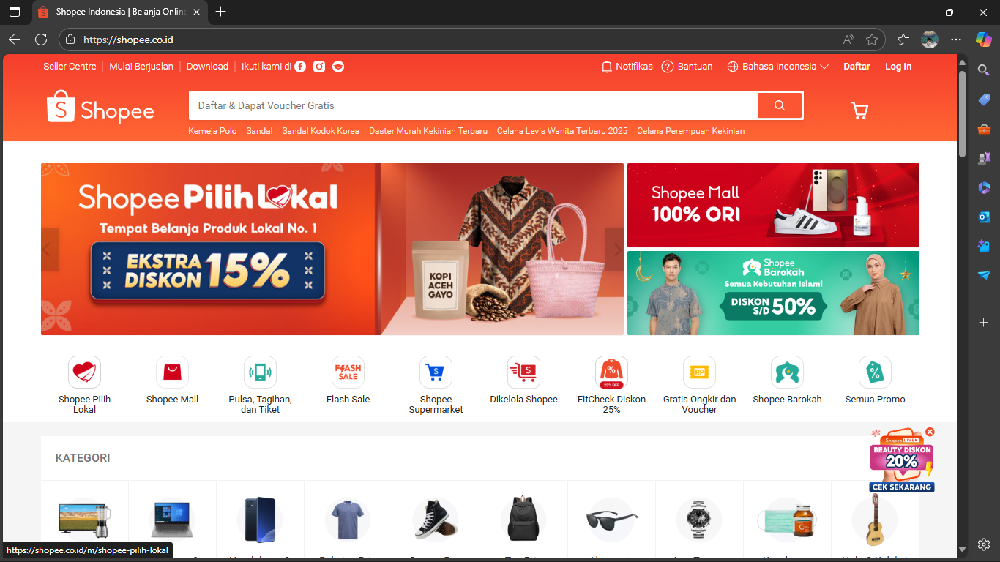 Shopee Indonesia | Belanja Online
https://shopee.co.id
Seller Centre
Mulai Berjualan
Download
Ikuti kami di
Notifikasi
Bantuan
Bahasa Indonesia
Daftar
Log In
Shopee
Daftar & Dapat Voucher Gratis
Kemeja Polo
Sandal
Sandal Kodok Korea
Daster Murah Kekinian Terbaru
Celana Levis Wanita Terbaru 2025
Celana Perempuan Kekinian
Shopee Pilih Lokal
Tempat Belanja Produk Lokal No. 1
EKSTRA
DISKON 15%
KOPI
ACEH
GAYO
Shopee Mall
100% ORI
Shopee
Barokah
Semua Kebutuhan Islami
DISKON
S/D 50%
Shopee Pilih
Lokal
Shopee Mall
Pulsa, Tagihan,
dan Tiket
FLASH
SALE
Flash Sale
Shopee
Supermarket
Dikelola Shopee
25% OFF
FitCheck Diskon
25%
RP
Gratis Ongkir dan
Voucher
Shopee Barokah
Semua Promo
KATEGORI
Shopee LIVE
BEAUTY DISKON
20%
CEK SEKARANG
https://shopee.co.id/m/shopee-pilih-lokal